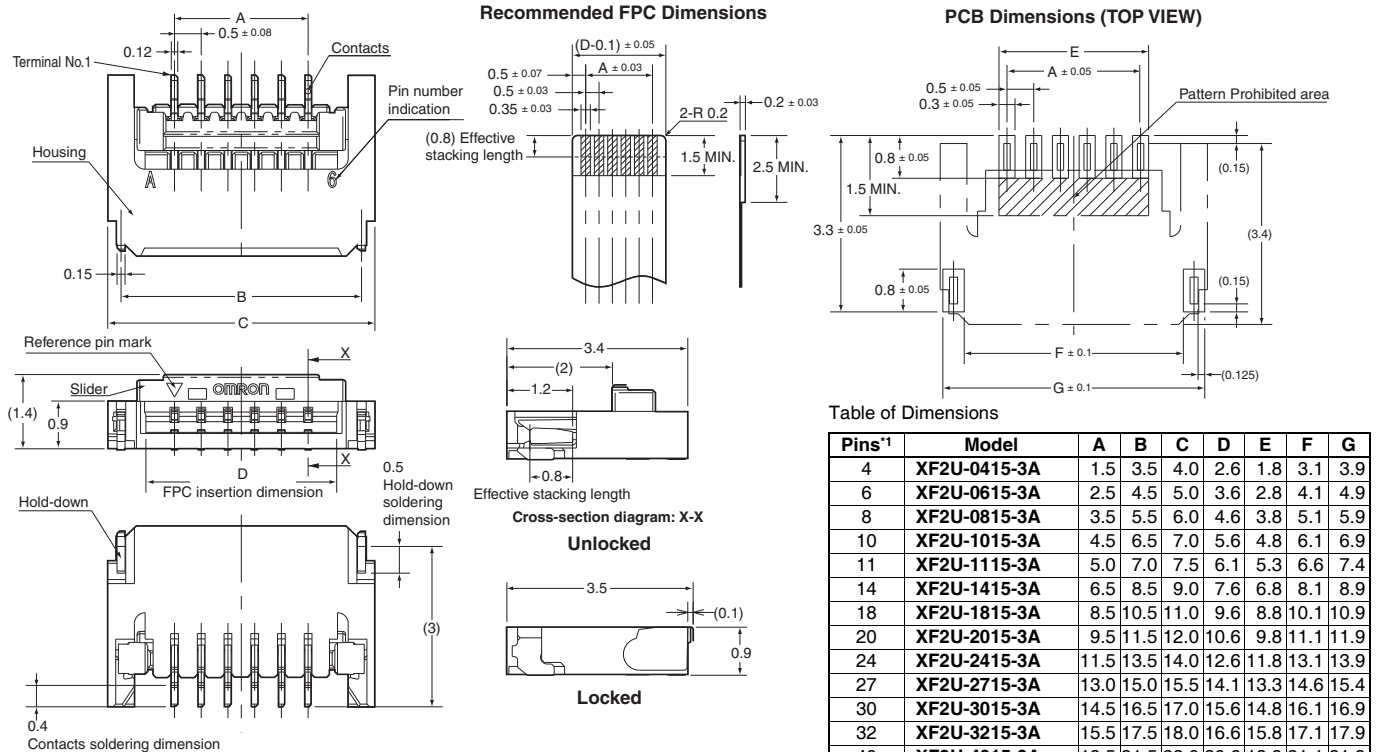 A
0.5 ± 0.08
0.12
Contacts
Terminal No.1
Pin number
indication
Housing
A
6
0.15
B
C
Reference pin mark
X
Slider
OMRON
(1.4)
0.9
X
D
FPC insertion dimension
0.5
Hold-down
soldering
dimension
Hold-down
(3)
0.4
Contacts soldering dimension
Recommended FPC Dimensions
(D-0.1) ± 0.05
0.5 ± 0.07
A ± 0.03
0.5 ± 0.03
0.35 ± 0.03
0.2 ± 0.03
2-R 0.2
(0.8) Effective
stacking length
1.5 MIN.
2.5 MIN.
3.4
(2)
1.2
0.8
Effective stacking length
Cross-section diagram: X-X
Unlocked
3.5
(0.1)
0.9
Locked
PCB Dimensions (TOP VIEW)
E
A ± 0.05
0.5 ± 0.05
0.3 ± 0.05
Pattern Prohibited area
0.8 ± 0.05
(0.15)
1.5 MIN.
3.3 ± 0.05
(3.4)
(0.15)
0.8 ± 0.05
F ± 0.1
(0.125)
G ± 0.1
Table of Dimensions
Pins*1 Model A B C D E F G
4 XF2U-0415-3A 1.5 3.5 4.0 2.6 1.8 3.1 3.9
6 XF2U-0615-3A 2.5 4.5 5.0 3.6 2.8 4.1 4.9
8 XF2U-0815-3A 3.5 5.5 6.0 4.6 3.8 5.1 5.9
10 XF2U-1015-3A 4.5 6.5 7.0 5.6 4.8 6.1 6.9
11 XF2U-1115-3A 5.0 7.0 7.5 6.1 5.3 6.6 7.4
14 XF2U-1415-3A 6.5 8.5 9.0 7.6 6.8 8.1 8.9
18 XF2U-1815-3A 8.5 10.5 11.0 9.6 8.8 10.1 10.9
20 XF2U-2015-3A 9.5 11.5 12.0 10.6 9.8 11.1 11.9
24 XF2U-2415-3A 11.5 13.5 14.0 12.6 11.8 13.1 13.9
27 XF2U-2715-3A 13.0 15.0 15.5 14.1 13.3 14.6 15.4
30 XF2U-3015-3A 14.5 16.5 17.0 15.6 14.8 16.1 16.9
32 XF2U-3215-3A 15.5 17.5 18.0 16.6 15.8 17.1 17.9